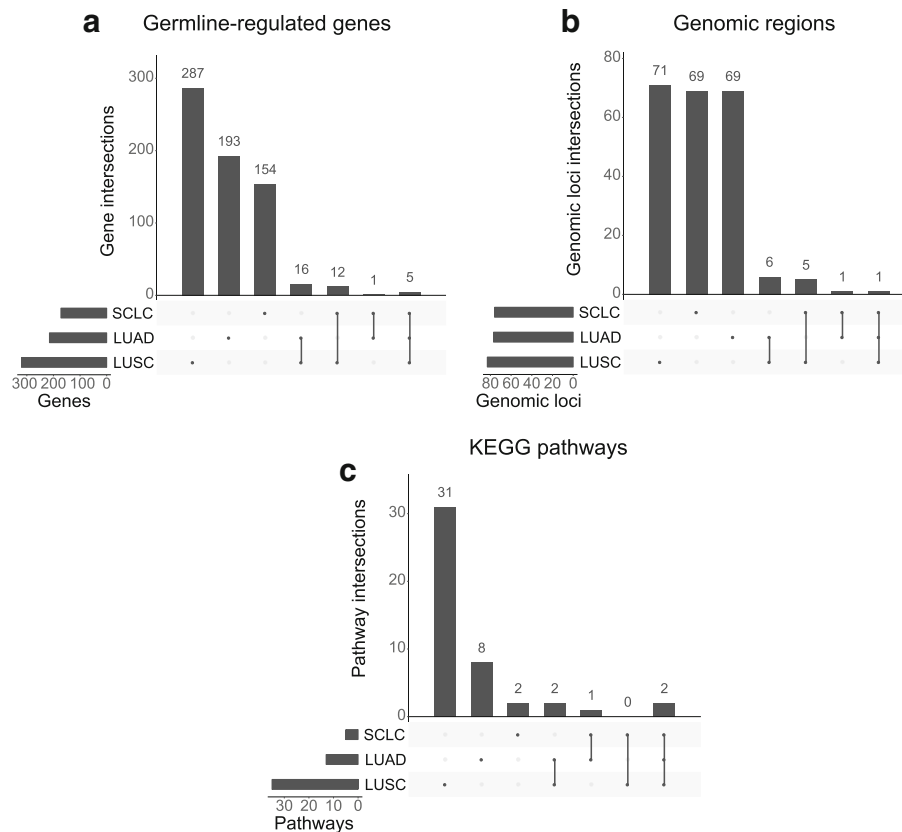 a Germline-regulated genes
Gene intersections
300
200
100
0
287
193
154
16
12
1
5
SCLC
LUAD
LUSC
300 200 100 0
Genes
b Genomic regions
Genomic loci intersections
80
60
40
20
0
71
69
69
6
5
1
1
SCLC
LUAD
LUSC
80 60 40 20 0
Genomic loci
KEGG pathways
c
Pathway intersections
30
20
10
0
31
8
2
2
1
0
2
SCLC
LUAD
LUSC
30 20 10 0
Pathways